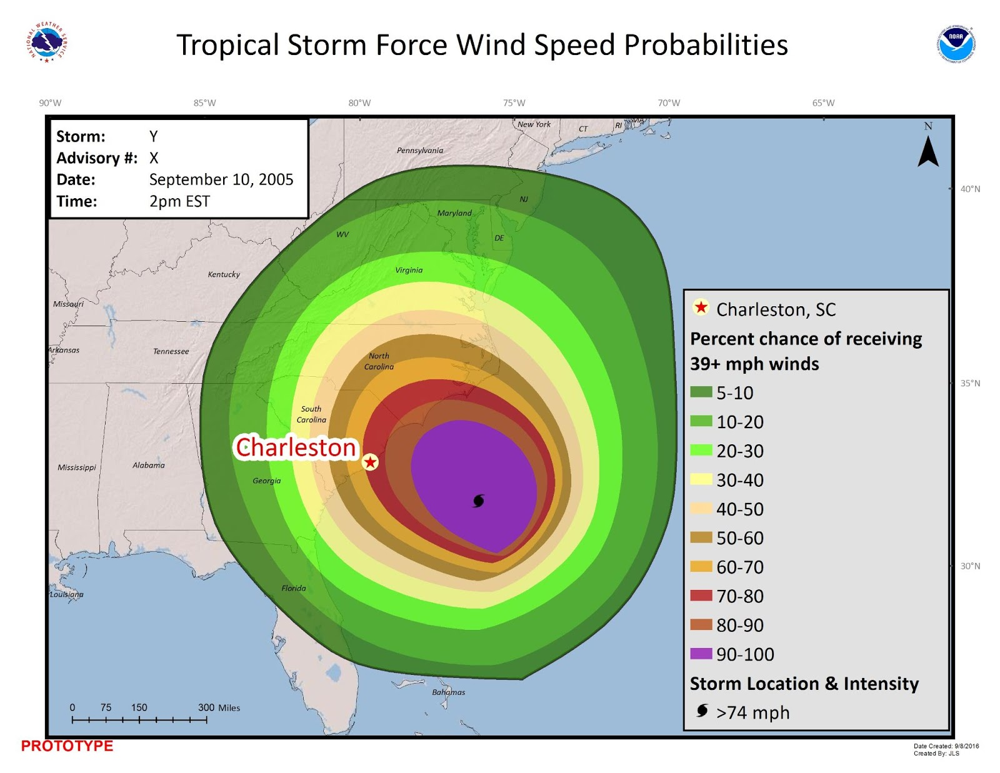 Tropical Storm Force Wind Speed Probabilities
NATIONAL WEATHER SERVICE
NOAA
90°W 85°W 80°W 75°W 70°W 65°W
Storm: Y
Advisory #: X
Date: September 10, 2005
Time: 2pm EST
New York
CT
RI
MA
N
Pennsylvania
40°N
NJ
Maryland
WV
DE
Kentucky
Virginia
Missouri
Arkansas
Tennessee
North
Carolina
35°N
South
Carolina
Charleston
Mississippi
Alabama
Georgia
30°N
Florida
Louisiana
Bahamas
Charleston, SC
Percent chance of receiving
39+ mph winds
5-10
10-20
20-30
30-40
40-50
50-60
60-70
70-80
80-90
90-100
Storm Location & Intensity
>74 mph
0 75 150 300 Miles
PROTOTYPE
Date Created: 9/8/2016
Created By: JLS